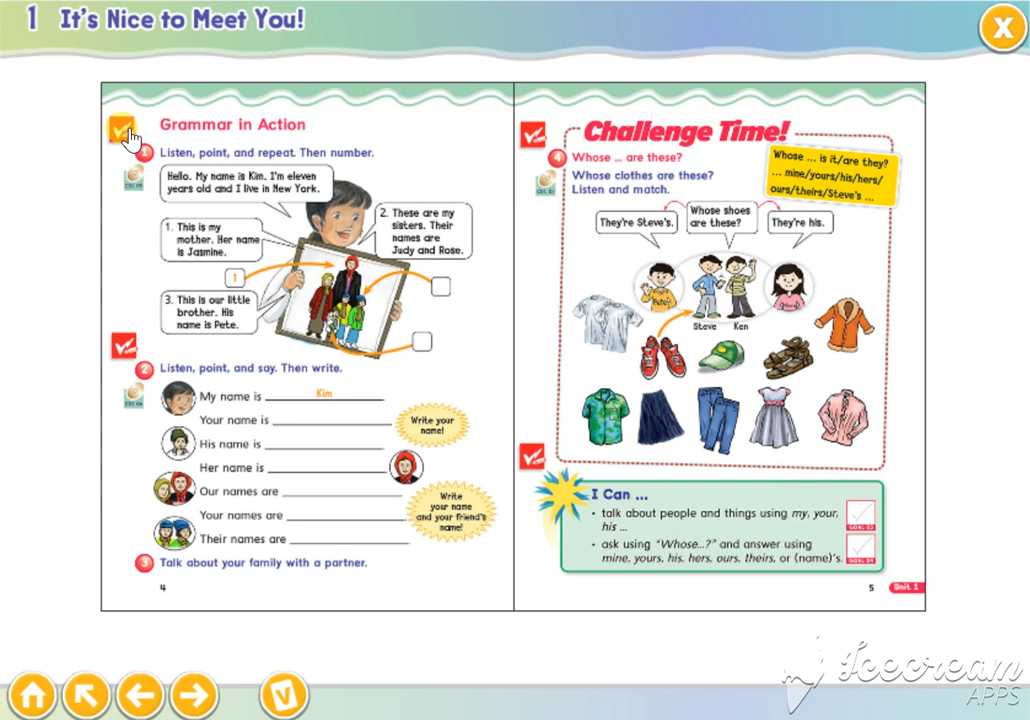 1 It's Nice to Meet You!
X
Grammar in Action
1 Listen, point, and repeat. Then number.
CD1 05
Hello. My name is Kim. I'm eleven
years old and I live in New York.
1. This is my
mother. Her name
is Jasmine.
2. These are my
sisters. Their
names are
Judy and Rose.
1
3. This is our little
brother. His
name is Pete.
2 Listen, point, and say. Then write.
CD1 06
My name is Kim
Your name is
Write your
name!
His name is
Her name is
Our names are
Write
your name
and your friend's
name!
Your names are
Their names are
3 Talk about your family with a partner.
4
Challenge Time!
4 Whose ... are these?
Whose clothes are these?
Listen and match.
Whose ... is it/are they?
... mine/yours/his/hers/
ours/theirs/Steve's ...
They're Steve's.
Whose shoes
are these?
They're his.
Steve Ken
I Can ...
• talk about people and things using my, your,
his ...
• ask using "Whose...?" and answer using
mine, yours, his, hers, ours, theirs, or (name)'s.
5 Unit 1
V
Icecream
APPS